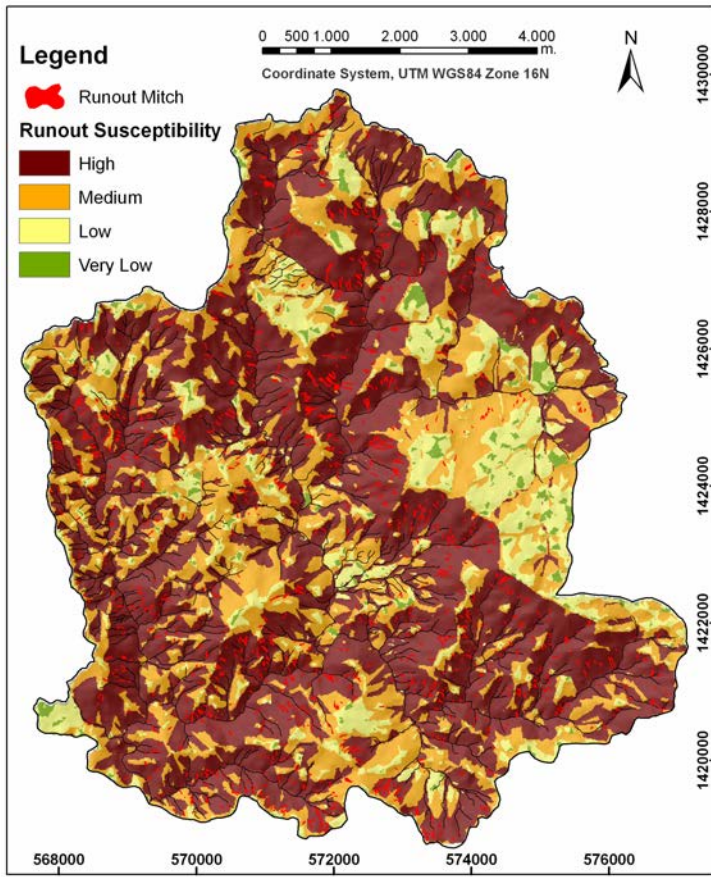 Legend
Runout Mitch
Runout Susceptibility
High
Medium
Low
Very Low
0 500 1.000 2.000 3.000 4.000
m.
Coordinate System, UTM WGS84 Zone 16N
N
1430000
1428000
1426000
1424000
1422000
1420000
568000 570000 572000 574000 576000